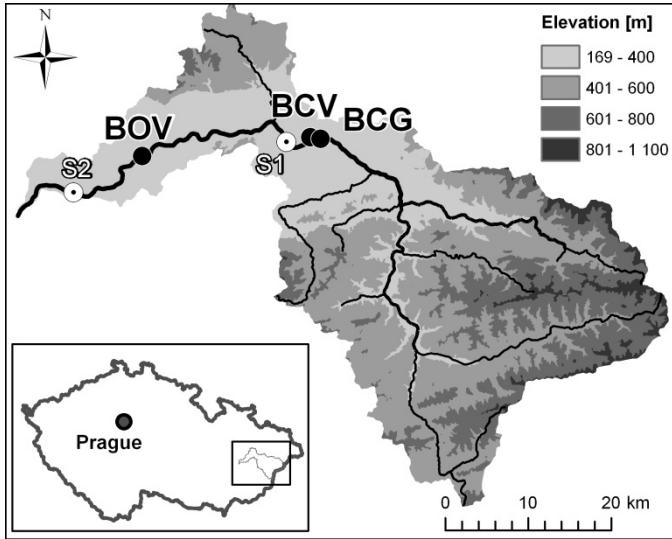 N
Elevation [m]
169 - 400
401 - 600
601 - 800
801 - 1 100
BCV
BCG
BOV
S1
S2
Prague
0 10 20 km